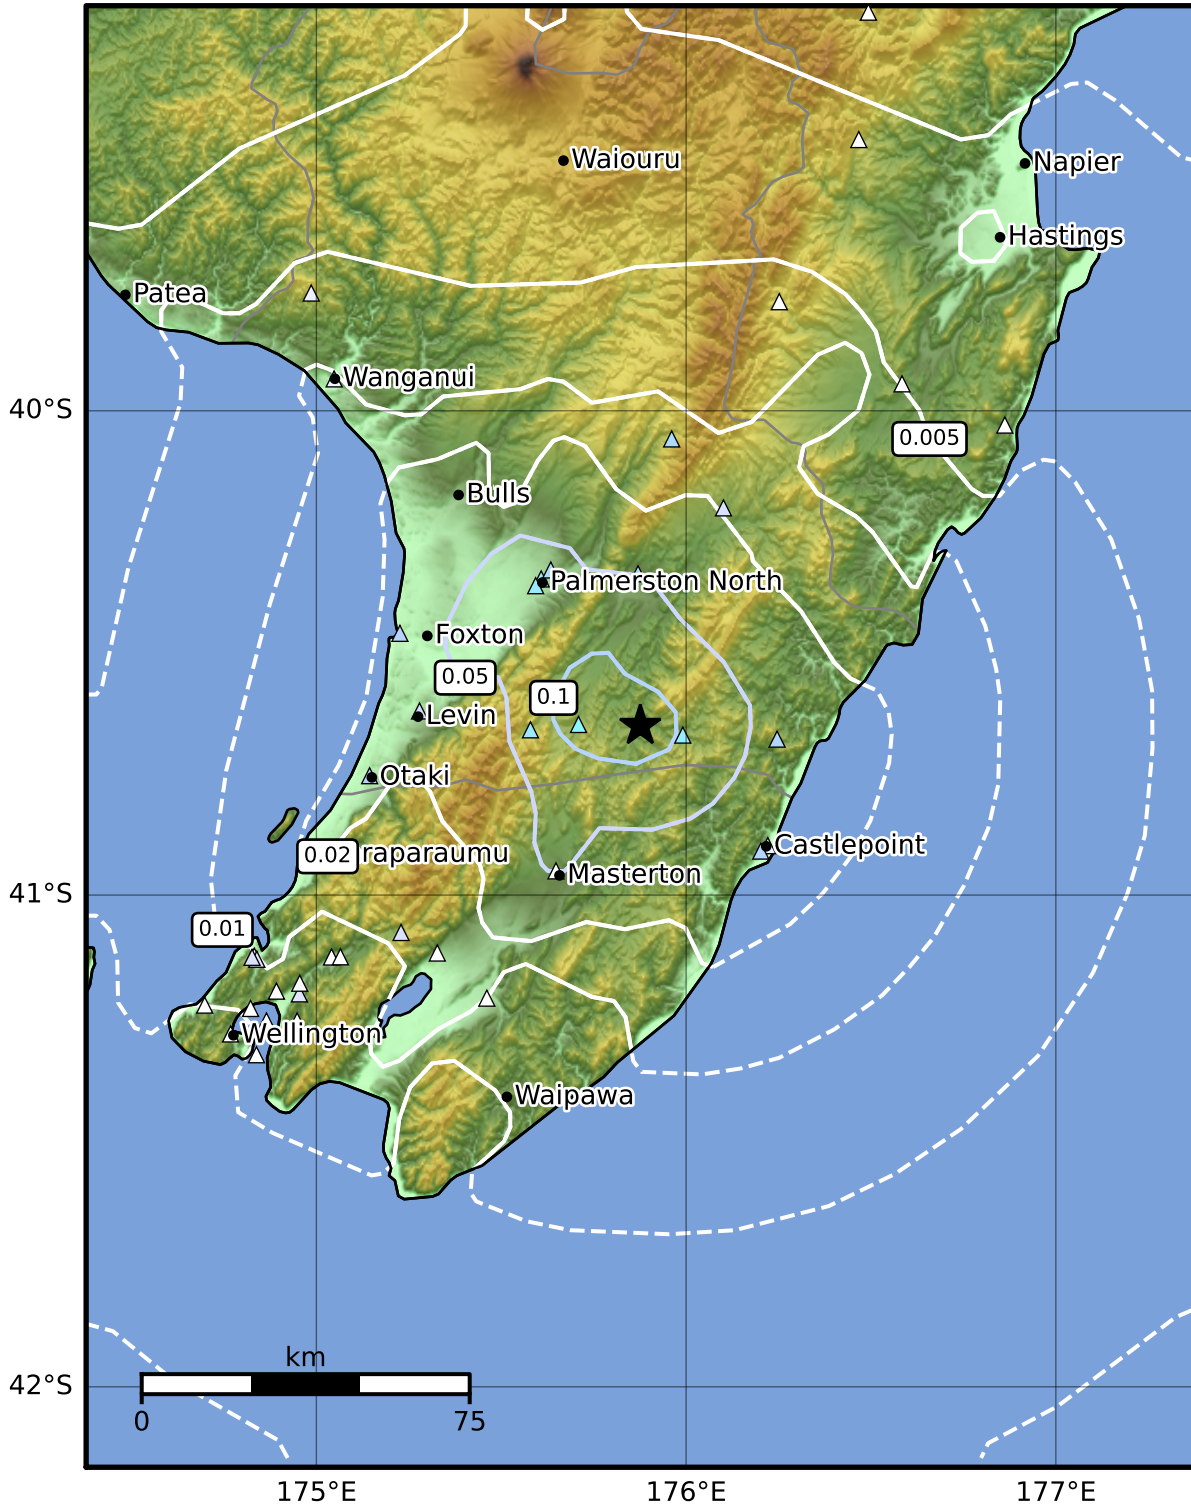 Waiouru
Napier
Hastings
Patea
Wanganui
40°S
0.005
Bulls
Palmerston North
Foxton
0.05
0.1
Levin
Otaki
0.02
raparaumu
Castlepoint
Masterton
41°S
0.01
Wellington
Waipawa
km
42°S
0
75
175°E
176°E
177°E